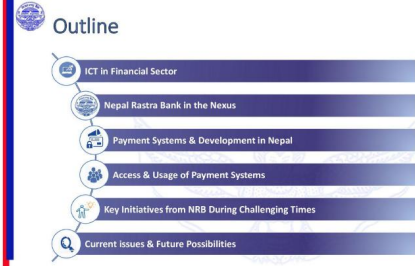 Outline
ICT in Financial Sector
Nepal Rastra Bank in the Nexus
Payment Systems & Development in Nepal
Access & Usage of Payment Systems
Key Initiatives from NRB During Challenging Times
Current issues & Future Possibilities